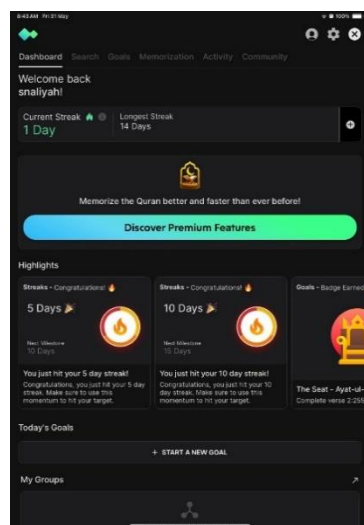 8:43 AM Fri 21 May
100%
Dashboard Search Goals Memorization Activity Community
Welcome back
snaliyah!
Current Streak
1 Day
Longest Streak
14 Days
Memorize the Quran better and faster than ever before!
Discover Premium Features
Highlights
Streaks - Congratulations!
5 Days
Next Milestone
10 Days
You just hit your 5 day streak!
Congratulations, you just hit your 5 day
streak. Make sure to use this
momentum to hit your target.
Streaks - Congratulations!
10 Days
Next Milestone
15 Days
You just hit your 10 day streak!
Congratulations, you just hit your 10
day streak. Make sure to use this
momentum to hit your target.
Goals - Badge Earned
The Seat - Ayat-ul-
Complete verse 2:255
Today's Goals
+ START A NEW GOAL
My Groups